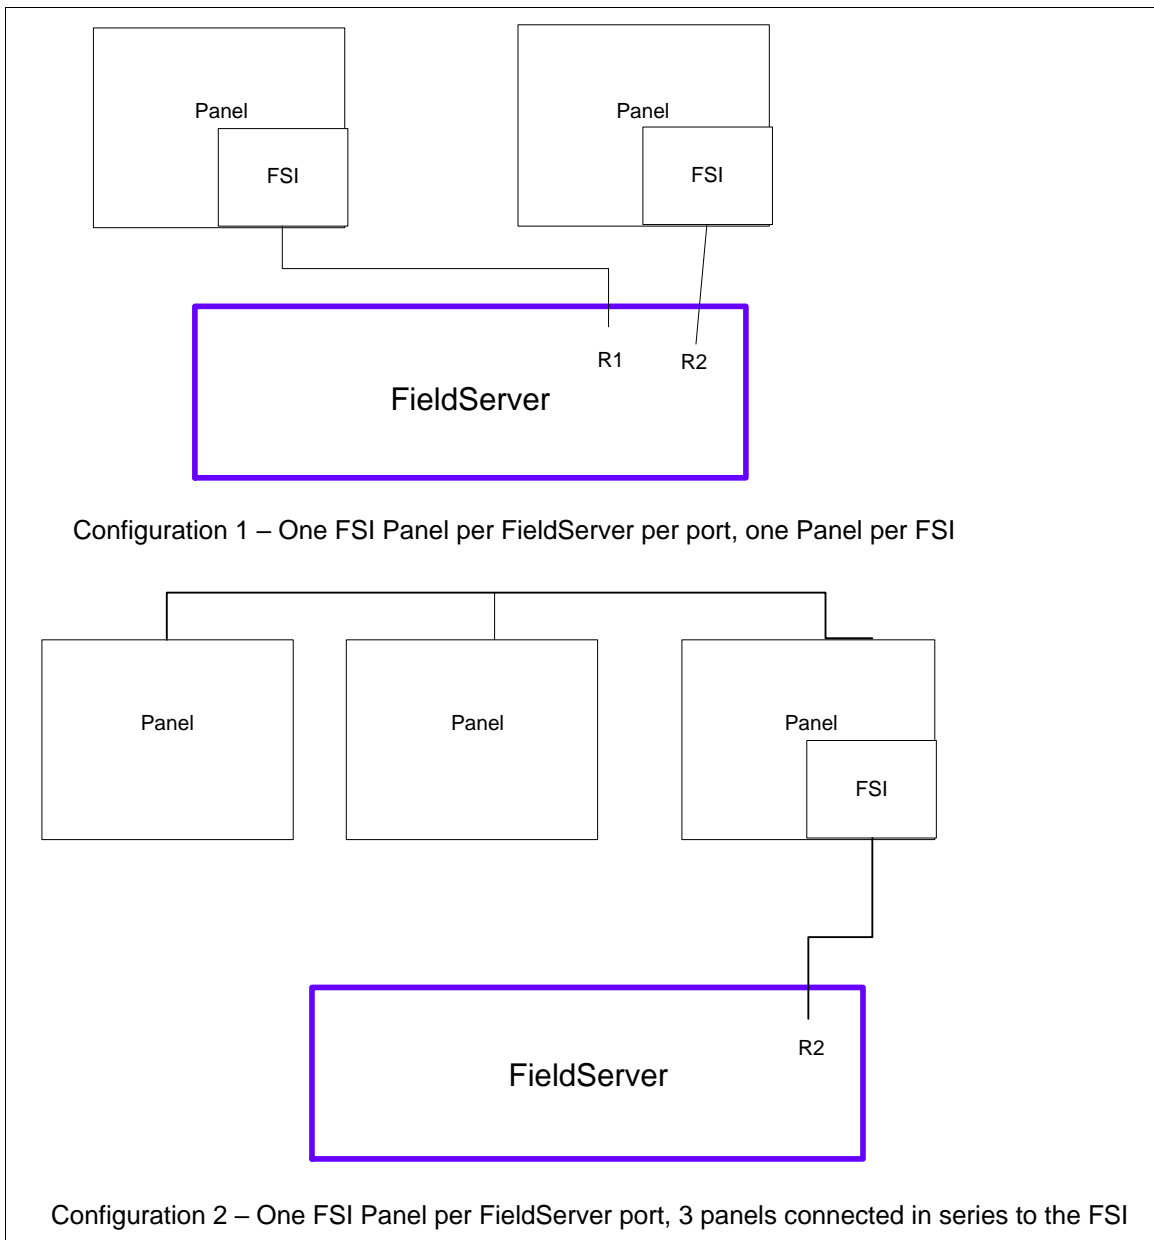 Panel
Panel
FSI
FSI
R1
R2
FieldServer
Configuration 1 – One FSI Panel per FieldServer per port, one Panel per FSI
Panel
Panel
Panel
FSI
R2
FieldServer
Configuration 2 – One FSI Panel per FieldServer port, 3 panels connected in series to the FSI